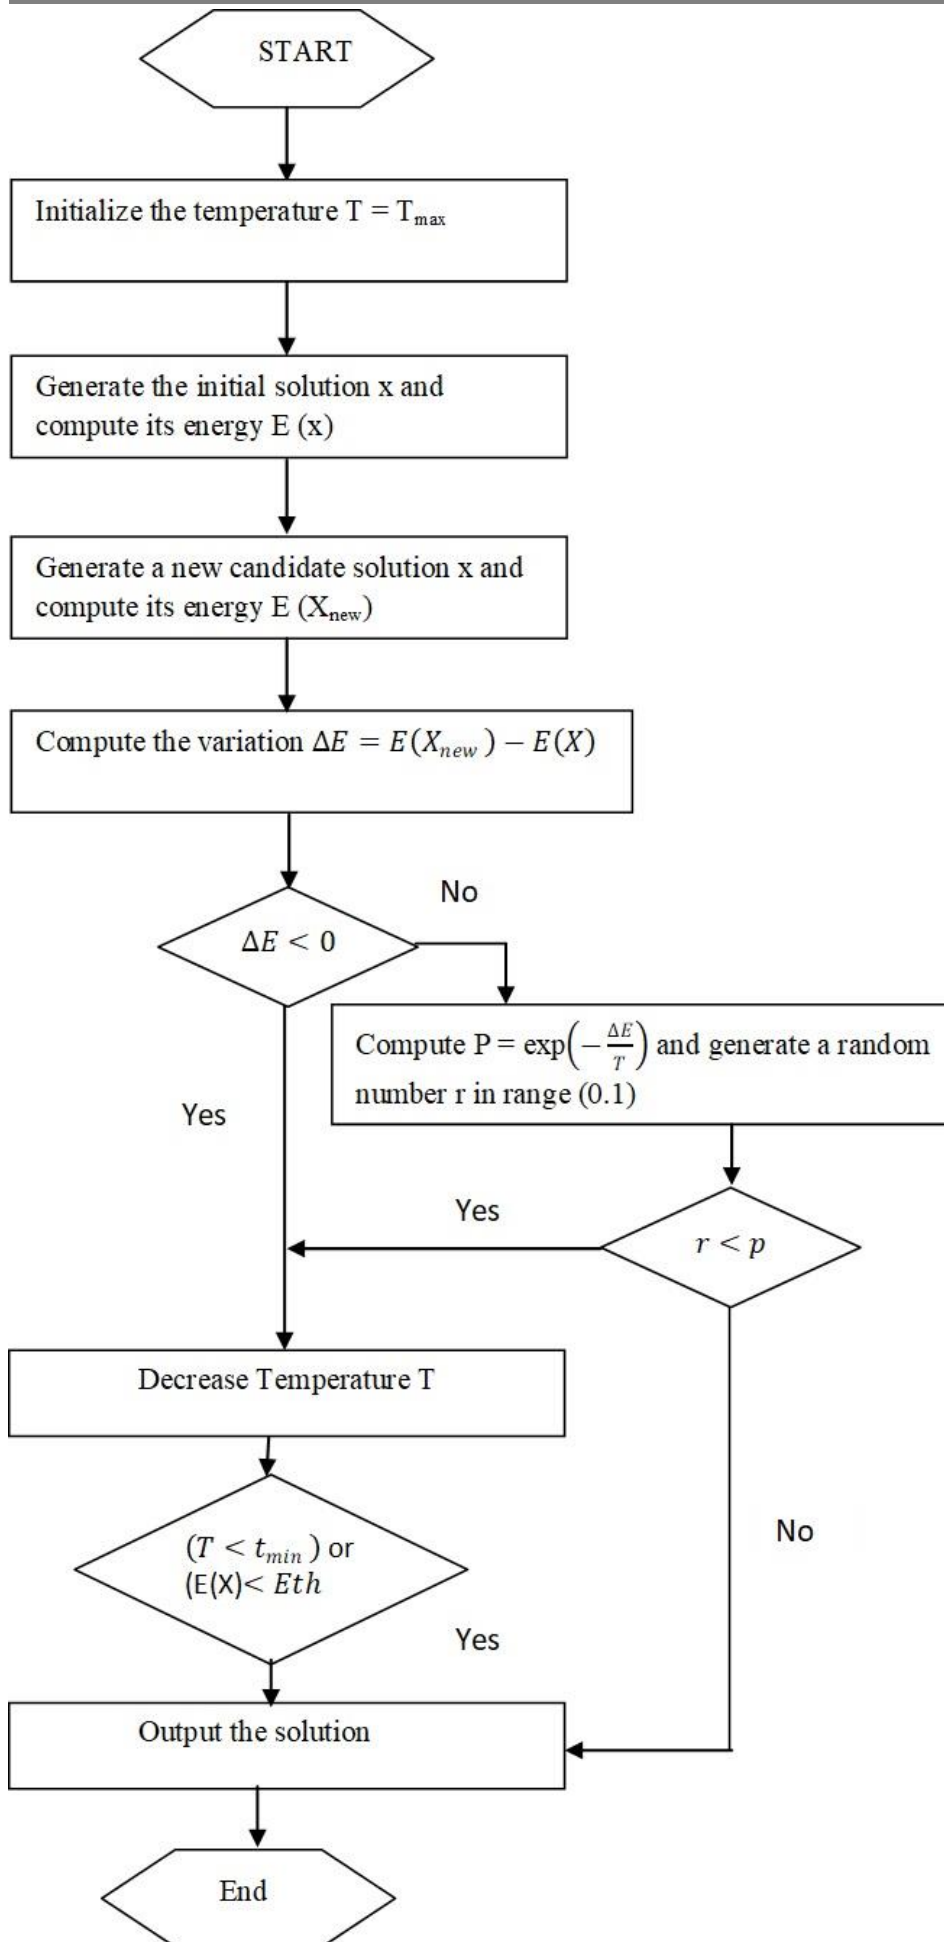 START
Initialize the temperature T = Tmax
Generate the initial solution x and
compute its energy E (x)
Generate a new candidate solution x and
compute its energy E (Xnew)
Compute the variation ΔE = E(Xnew) − E(X)
No
ΔE < 0
Compute P = exp(−ΔE/T) and generate a random
number r in range (0.1)
Yes
Yes
r < p
Decrease Temperature T
No
(T < tmin) or
(E(X)< Eth
Yes
Output the solution
End